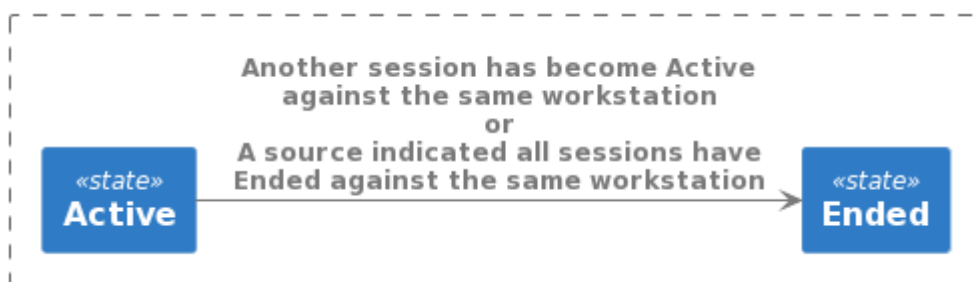 Another session has become Active
against the same workstation
or
A source indicated all sessions have
Ended against the same workstation
«state»
Active
«state»
Ended